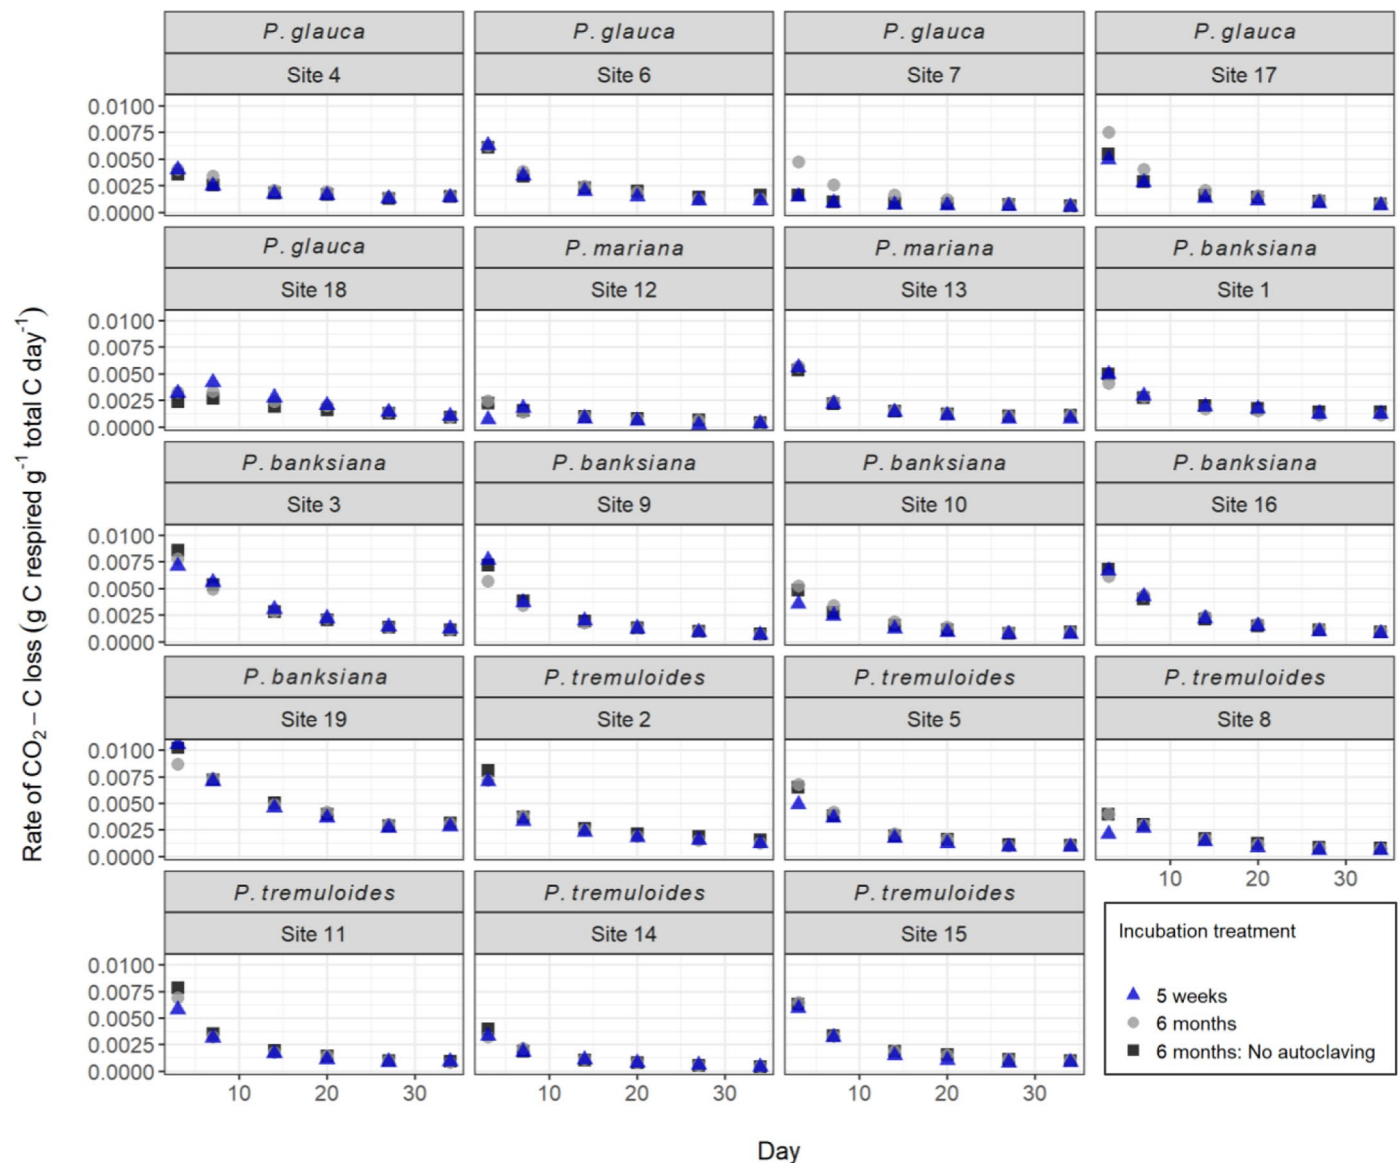 P. glauca P. glauca P. glauca P. glauca
Site 4 Site 6 Site 7 Site 17
0.0100
0.0075
0.0050
0.0025
0.0000
P. glauca P. mariana P. mariana P. banksiana
Site 18 Site 12 Site 13 Site 1
0.0100
0.0075
0.0050
0.0025
0.0000
P. banksiana P. banksiana P. banksiana P. banksiana
Site 3 Site 9 Site 10 Site 16
0.0100
0.0075
0.0050
0.0025
0.0000
P. banksiana P. tremuloides P. tremuloides P. tremuloides
Site 19 Site 2 Site 5 Site 8
0.0100
0.0075
0.0050
0.0025
0.0000
10 20 30
P. tremuloides P. tremuloides P. tremuloides
Site 11 Site 14 Site 15
0.0100
0.0075
0.0050
0.0025
0.0000
10 20 30 10 20 30 10 20 30
Incubation treatment
5 weeks
6 months
6 months: No autoclaving
Rate of CO₂ – C loss (g C respired g⁻¹ total C day⁻¹)
Day